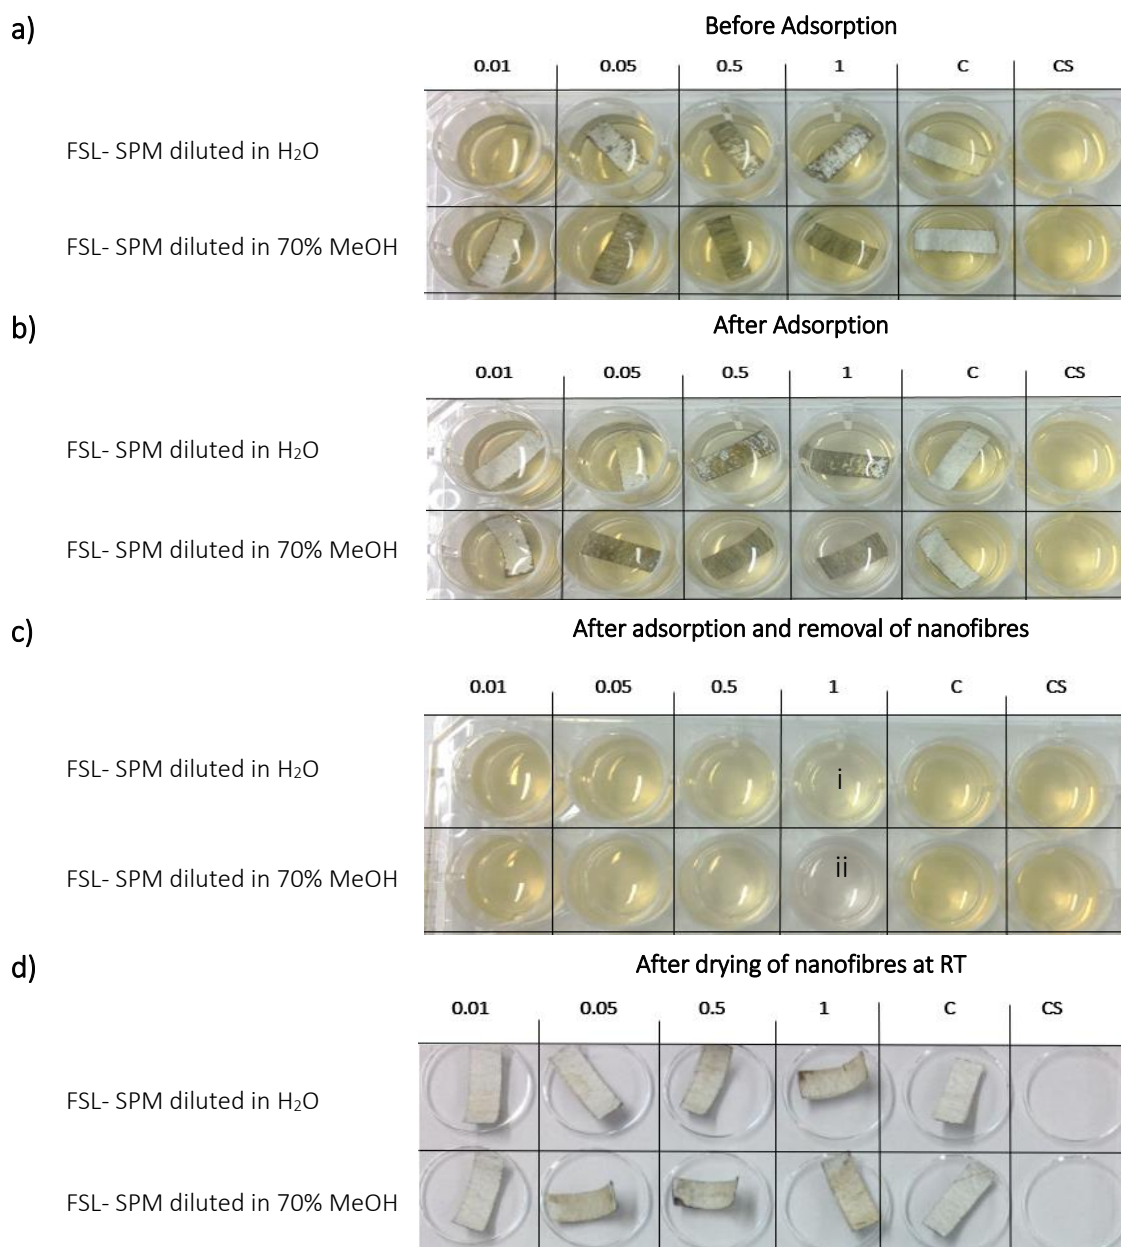 a)
Before Adsorption
0.01 0.05 0.5 1 C CS
FSL- SPM diluted in H₂O
FSL- SPM diluted in 70% MeOH
b)
After Adsorption
0.01 0.05 0.5 1 C CS
FSL- SPM diluted in H₂O
FSL- SPM diluted in 70% MeOH
c)
After adsorption and removal of nanofibres
0.01 0.05 0.5 1 C CS
FSL- SPM diluted in H₂O
i
FSL- SPM diluted in 70% MeOH
ii
d)
After drying of nanofibres at RT
0.01 0.05 0.5 1 C CS
FSL- SPM diluted in H₂O
FSL- SPM diluted in 70% MeOH